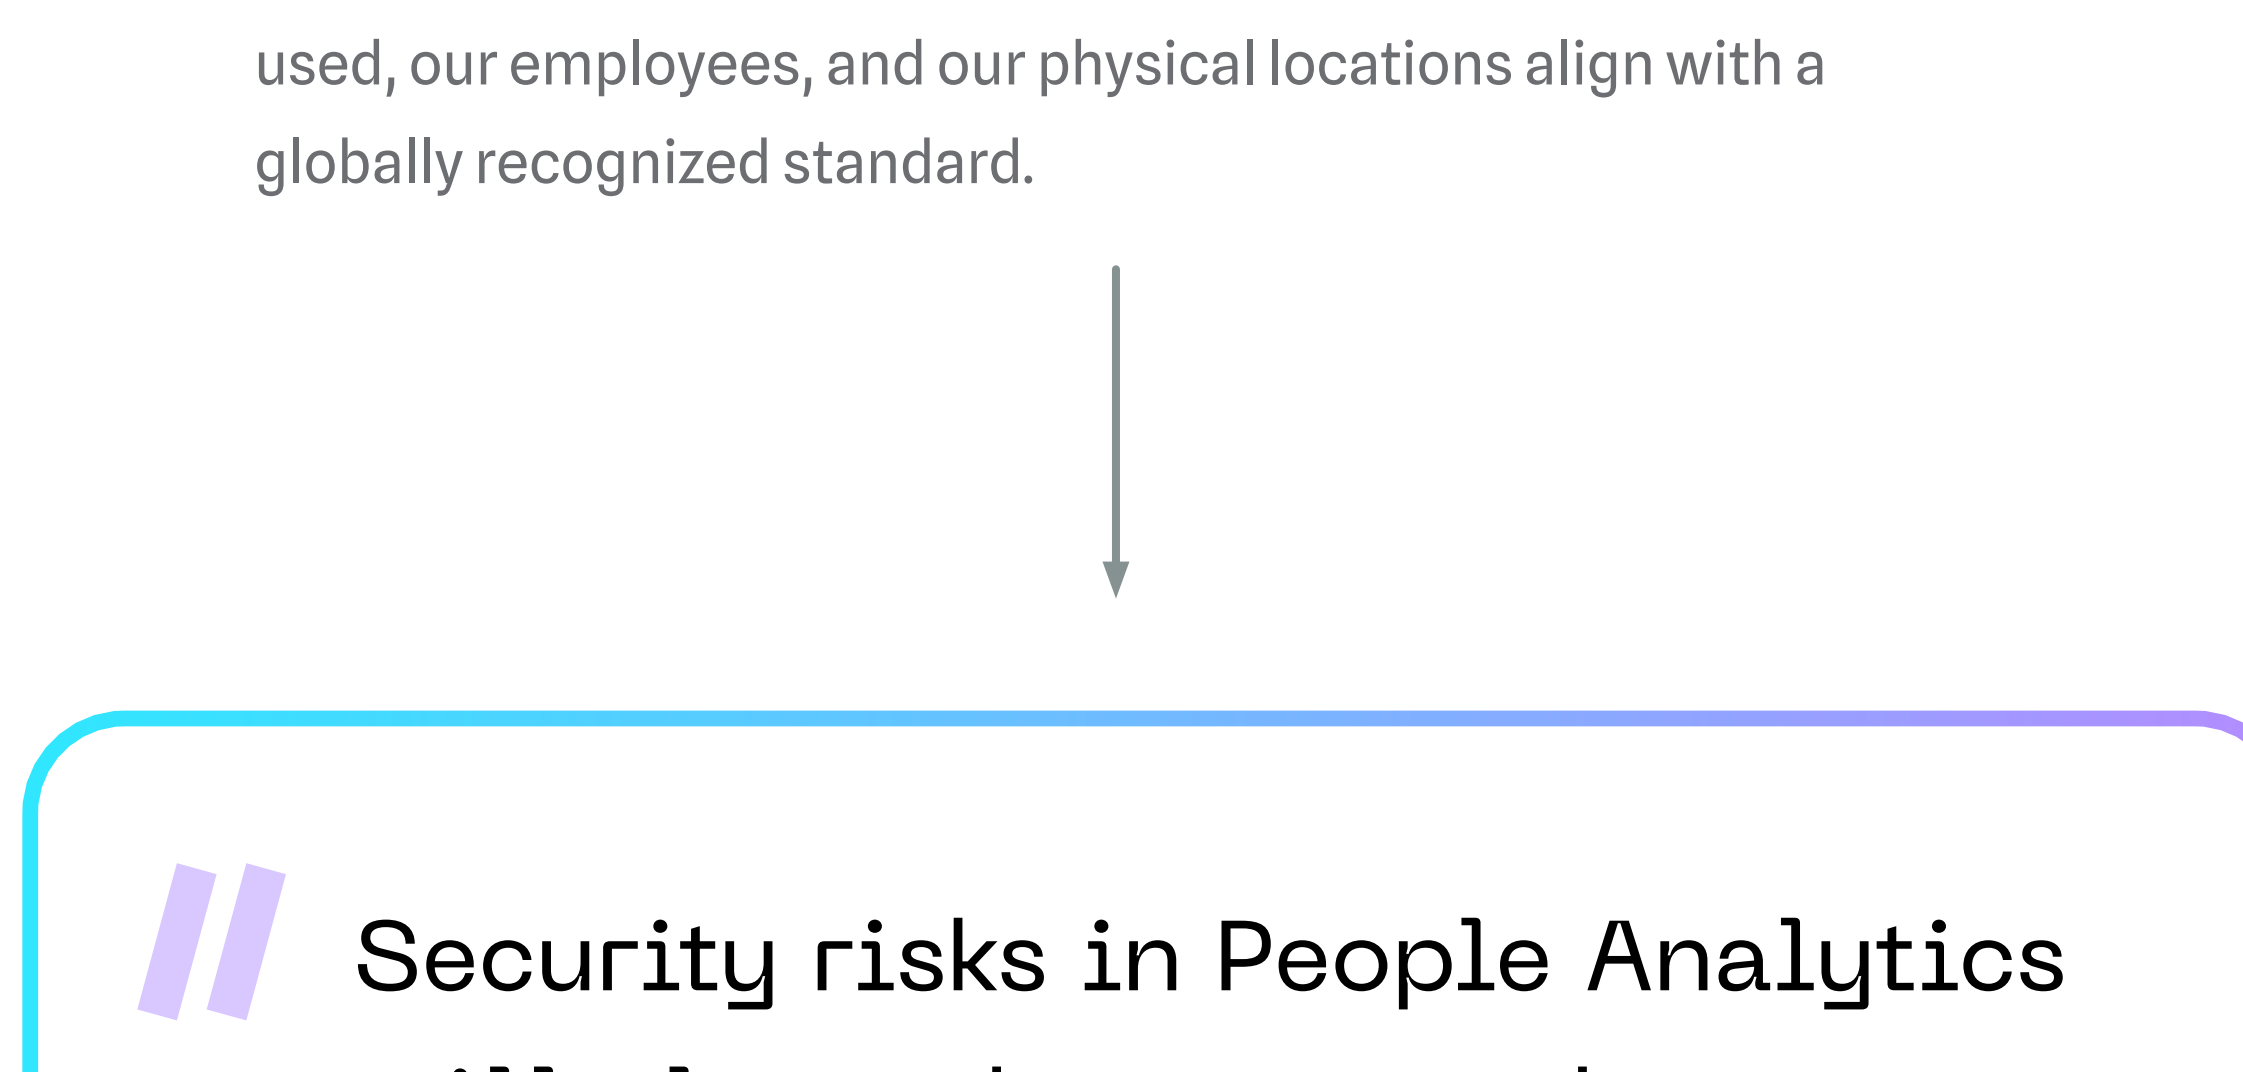 used, our employees, and our physical locations align with a
globally recognized standard.
Security risks in People Analytics